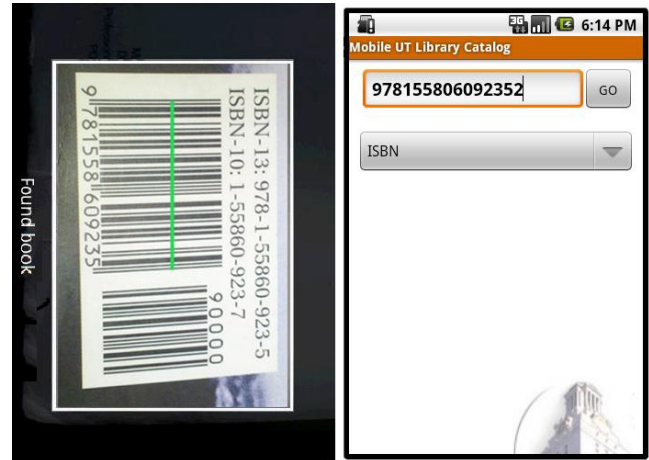 ISBN-13: 978-1-55860-923-5
ISBN-10: 1-55860-923-7
90000
9 781558 609235
Found book
3G 6:14 PM
Mobile UT Library Catalog
978155806092352 GO
ISBN